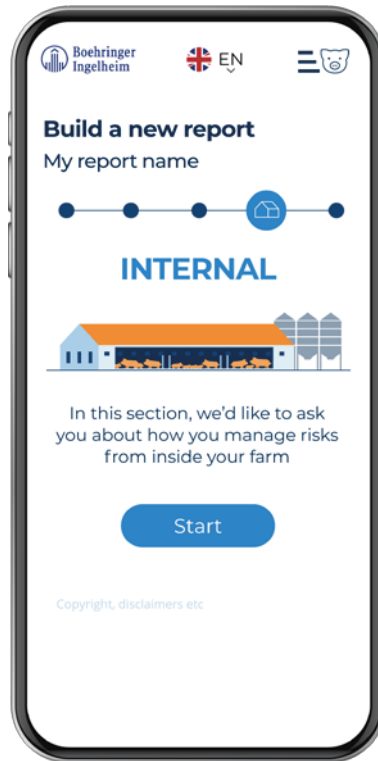 Boehringer
Ingelheim
EN
Build a new report
My report name
INTERNAL
In this section, we'd like to ask
you about how you manage risks
from inside your farm
Start
Copyright, disclaimers etc